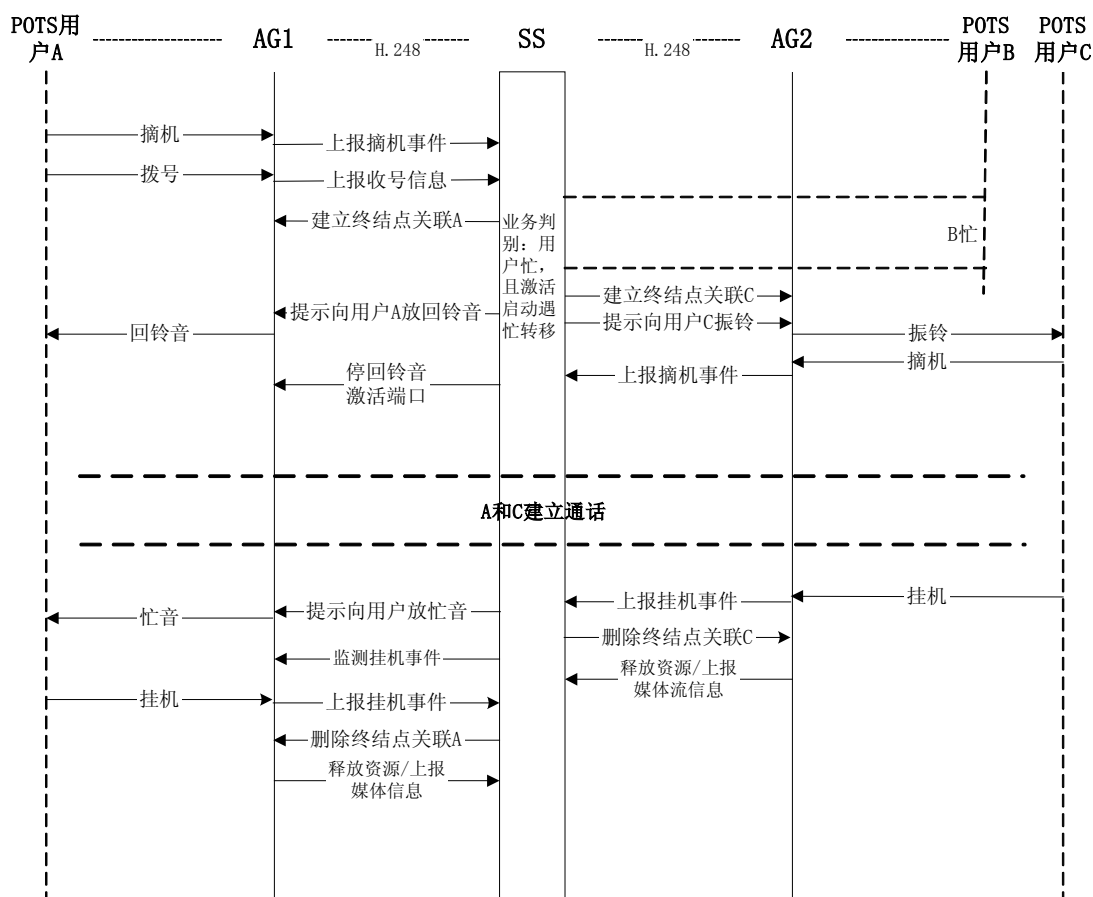 POTS用
户A
AG1
H.248
SS
H.248
AG2
POTS
用户B
POTS
用户C
摘机
上报摘机事件
拨号
上报收号信息
建立终结点关联A
业务判
别：用
户忙，
且激活
启动遇
忙转移
B忙
建立终结点关联C
提示向用户A放回铃音
提示向用户C振铃
回铃音
振铃
摘机
停回铃音
激活端口
上报摘机事件
A和C建立通话
挂机
上报挂机事件
提示向用户放忙音
忙音
删除终结点关联C
监测挂机事件
释放资源/上报
媒体流信息
挂机
上报挂机事件
删除终结点关联A
释放资源/上报
媒体信息